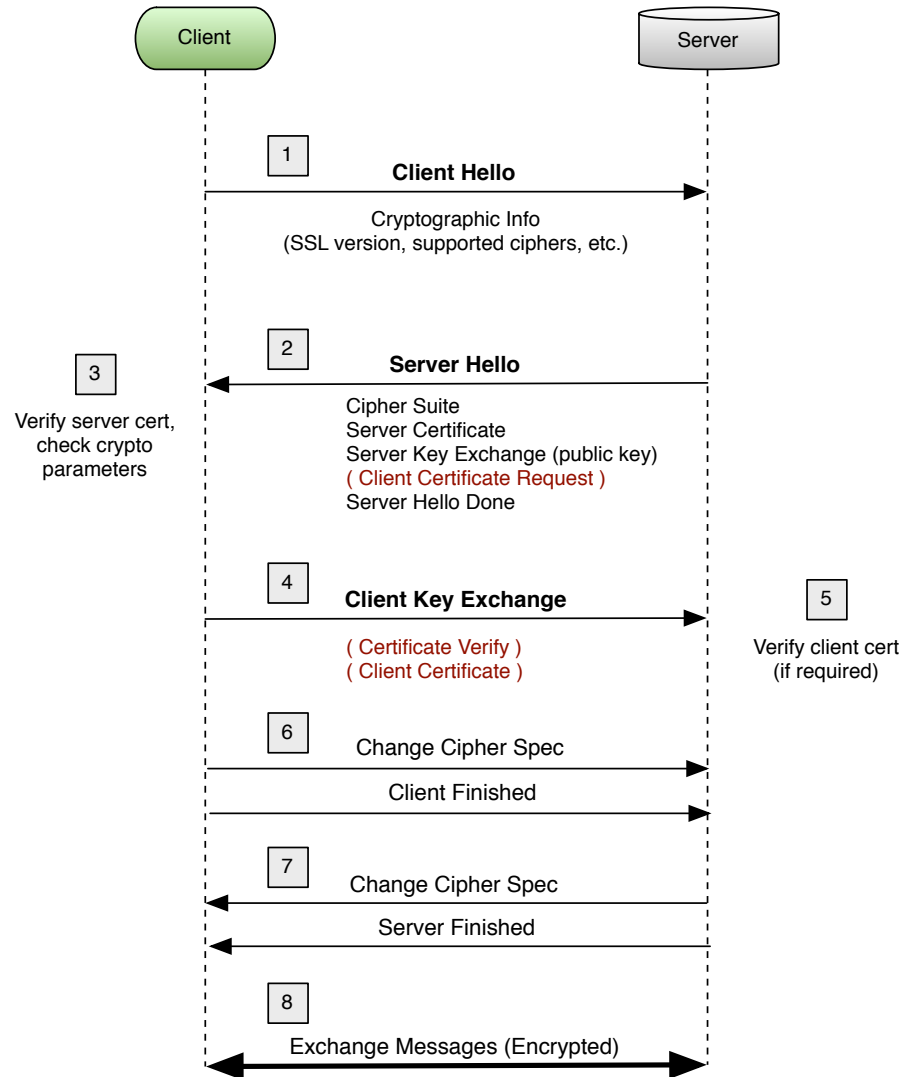 Client
Server
1
Client Hello
Cryptographic Info
(SSL version, supported ciphers, etc.)
2
Server Hello
3
Verify server cert,
check crypto
parameters
Cipher Suite
Server Certificate
Server Key Exchange (public key)
( Client Certificate Request )
Server Hello Done
4
Client Key Exchange
( Certificate Verify )
( Client Certificate )
5
Verify client cert
(if required)
6
Change Cipher Spec
Client Finished
7
Change Cipher Spec
Server Finished
8
Exchange Messages (Encrypted)